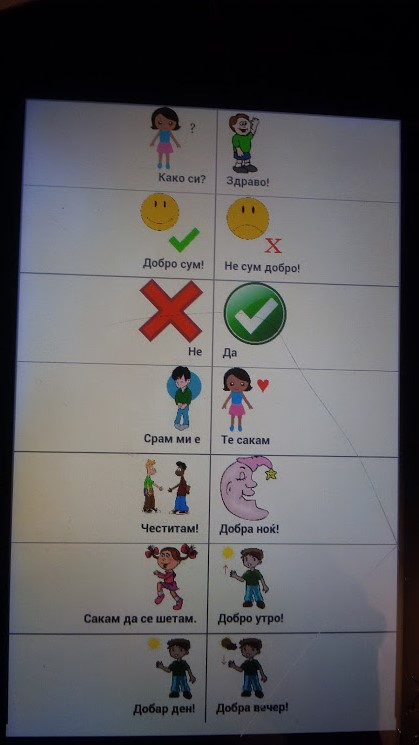 ?
Како си?
Здраво!
Добро сум!
X
Не сум добро!
Не
Да
Срам ми е
Те сакам
Честитам!
Добра ноќ!
Сакам да се шетам.
Добро утро!
Добар ден!
Добра вечер!